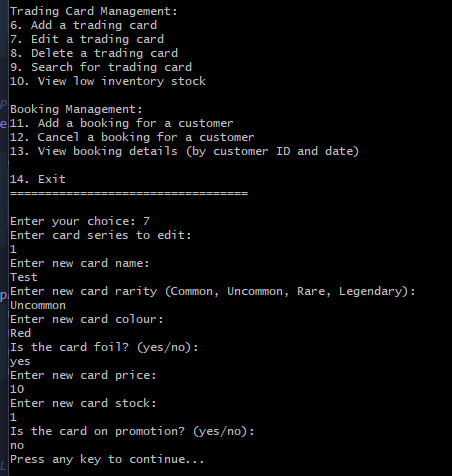 Trading Card Management:
6. Add a trading card
7. Edit a trading card
8. Delete a trading card
9. Search for trading card
10. View low inventory stock
Booking Management:
11. Add a booking for a customer
12. Cancel a booking for a customer
13. View booking details (by customer ID and date)
14. Exit
==================================
Enter your choice: 7
Enter card series to edit:
1
Enter new card name:
Test
Enter new card rarity (Common, Uncommon, Rare, Legendary):
Uncommon
Enter new card colour:
Red
Is the card foil? (yes/no):
yes
Enter new card price:
10
Enter new card stock:
1
Is the card on promotion? (yes/no):
no
Press any key to continue...